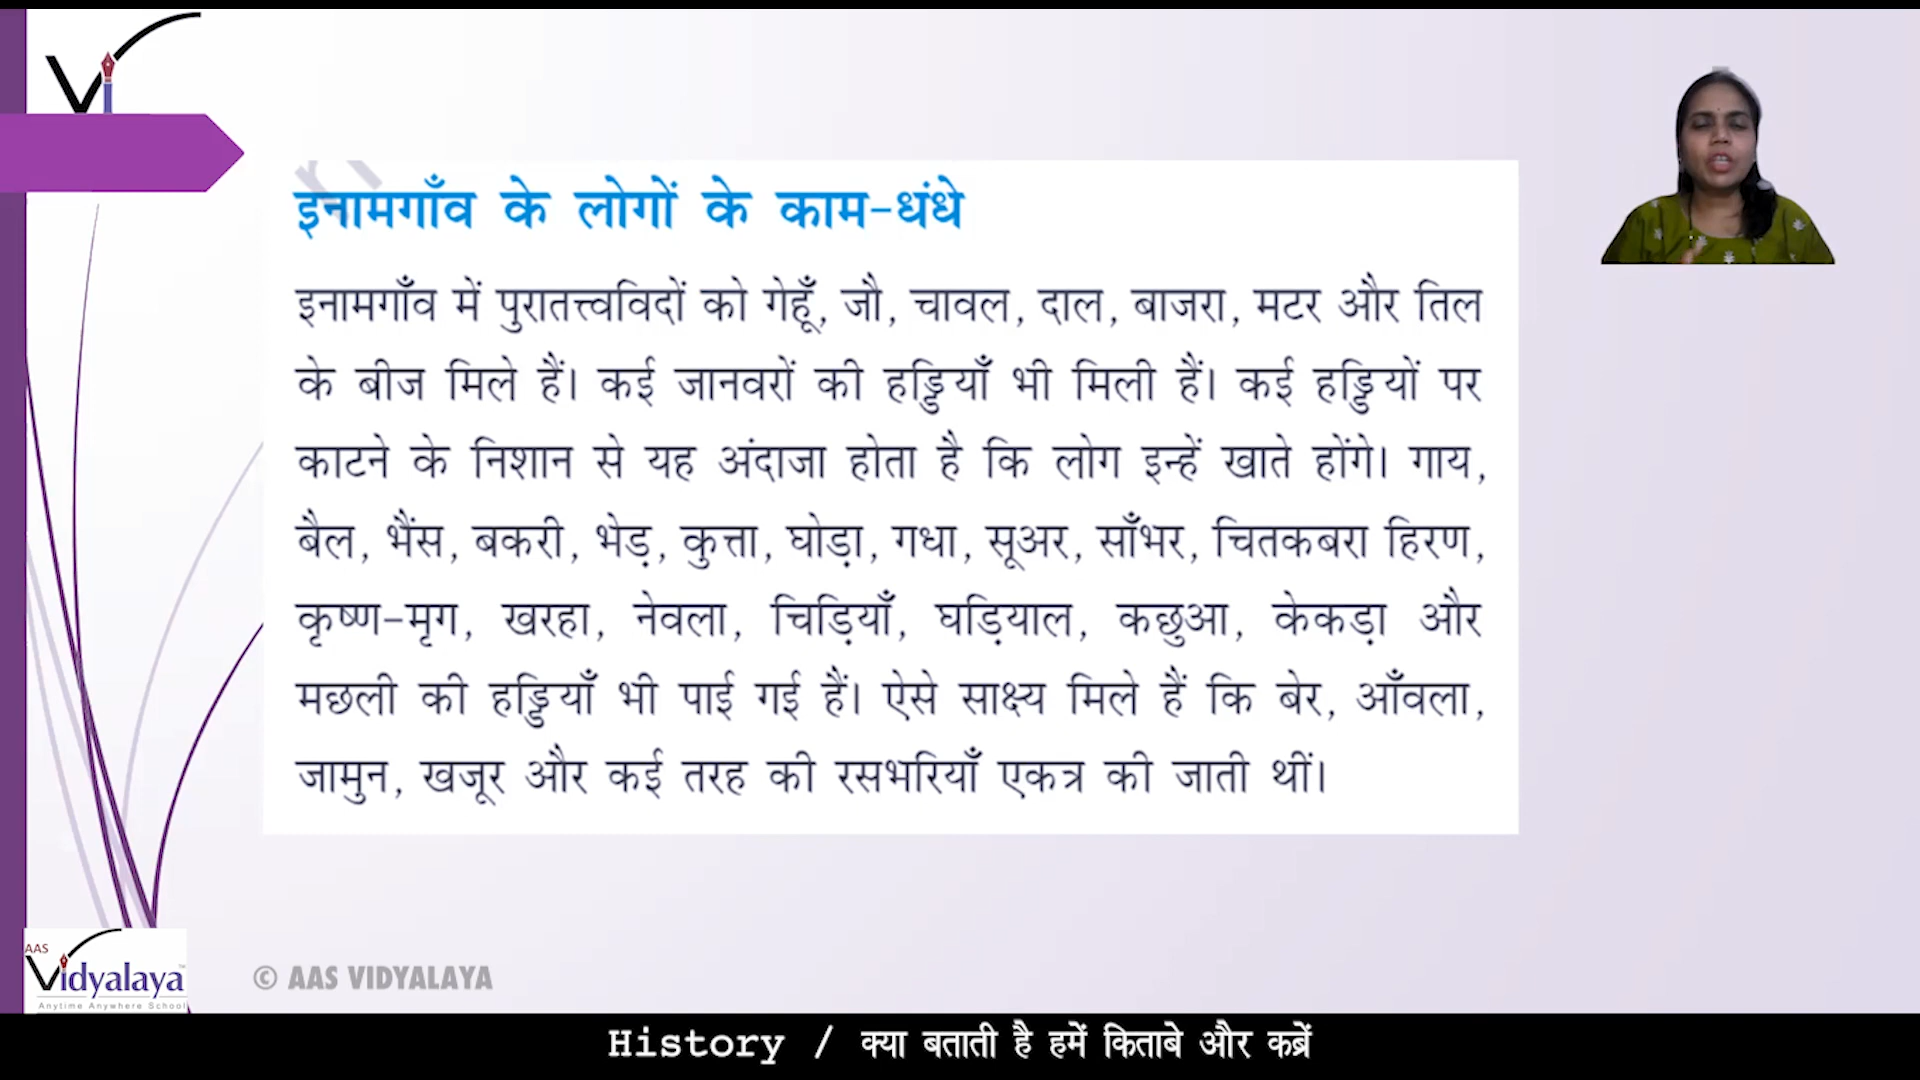 इनामगाँव के लोगों के काम-धंधे
इनामगाँव में पुरातत्त्वविदों को गेहूँ, जौ, चावल, दाल, बाजरा, मटर और तिल
के बीज मिले हैं। कई जानवरों की हड्डियाँ भी मिली हैं। कई हड्डियों पर
काटने के निशान से यह अंदाजा होता है कि लोग इन्हें खाते होंगे। गाय,
बैल, भैंस, बकरी, भेड़, कुत्ता, घोड़ा, गधा, सूअर, साँभर, चितकबरा हिरण,
कृष्ण-मृग, खरहा, नेवला, चिड़ियाँ, घड़ियाल, कछुआ, केकड़ा और
मछली की हड्डियाँ भी पाई गई हैं। ऐसे साक्ष्य मिले हैं कि बेर, आँवला,
जामुन, खजूर और कई तरह की रसभरियाँ एकत्र की जाती थीं।
AAS
Vidyalaya
Anytime Anywhere School
© AAS VIDYALAYA
History / क्या बताती है हमें किताबे और कब्रें